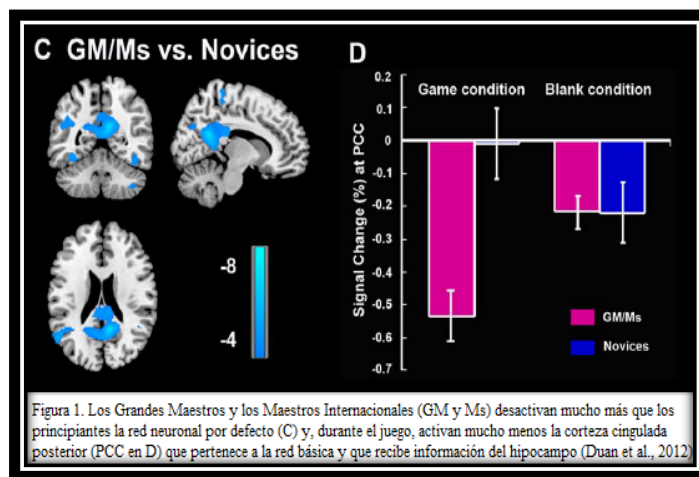 C GM/Ms vs. Novices
-8
-4
D
Game condition Blank condition
Signal Change (%) at PCC
0.2
0.1
0
-0.1
-0.2
-0.3
-0.4
-0.5
-0.6
-0.7
GM/Ms
Novices
Figura 1. Los Grandes Maestros y los Maestros Internacionales (GM y Ms) desactivan mucho más que los
principiantes la red neuronal por defecto (C) y, durante el juego, activan mucho menos la corteza cingulada
posterior (PCC en D) que pertenece a la red básica y que recibe información del hipocampo (Duan et al., 2012)